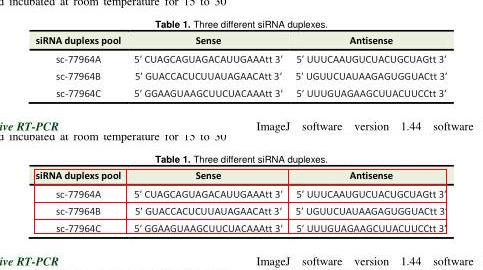 d incubated at room temperature for 15 to 30
Table 1. Three different siRNA duplexes.
siRNA duplexs pool Sense Antisense
sc-77964A 5' CUAGCAGUAGACAUUGAAAtt 3' 5' UUUCAAUGUCUACUGCUAGtt 3'
sc-77964B 5' GUACCACUCUUAUAGAACAtt 3' 5' UGUUCUAUAAGAGUGGUACtt 3'
sc-77964C 5' GGAAGUAAGCUUCUACAAAtt 3' 5' UUUGUAGAAGCUUACUUCCtt 3'
ive RT-PCR ImageJ software version 1.44 software
d incubated at room temperature for 15 to 30
Table 1. Three different siRNA duplexes.
siRNA duplexs pool Sense Antisense
sc-77964A 5' CUAGCAGUAGACAUUGAAAtt 3' 5' UUUCAAUGUCUACUGCUAGtt 3'
sc-77964B 5' GUACCACUCUUAUAGAACAtt 3' 5' UGUUCUAUAAGAGUGGUACtt 3'
sc-77964C 5' GGAAGUAAGCUUCUACAAAtt 3' 5' UUUGUAGAAGCUUACUUCCtt 3'
ive RT-PCR ImageJ software version 1.44 software